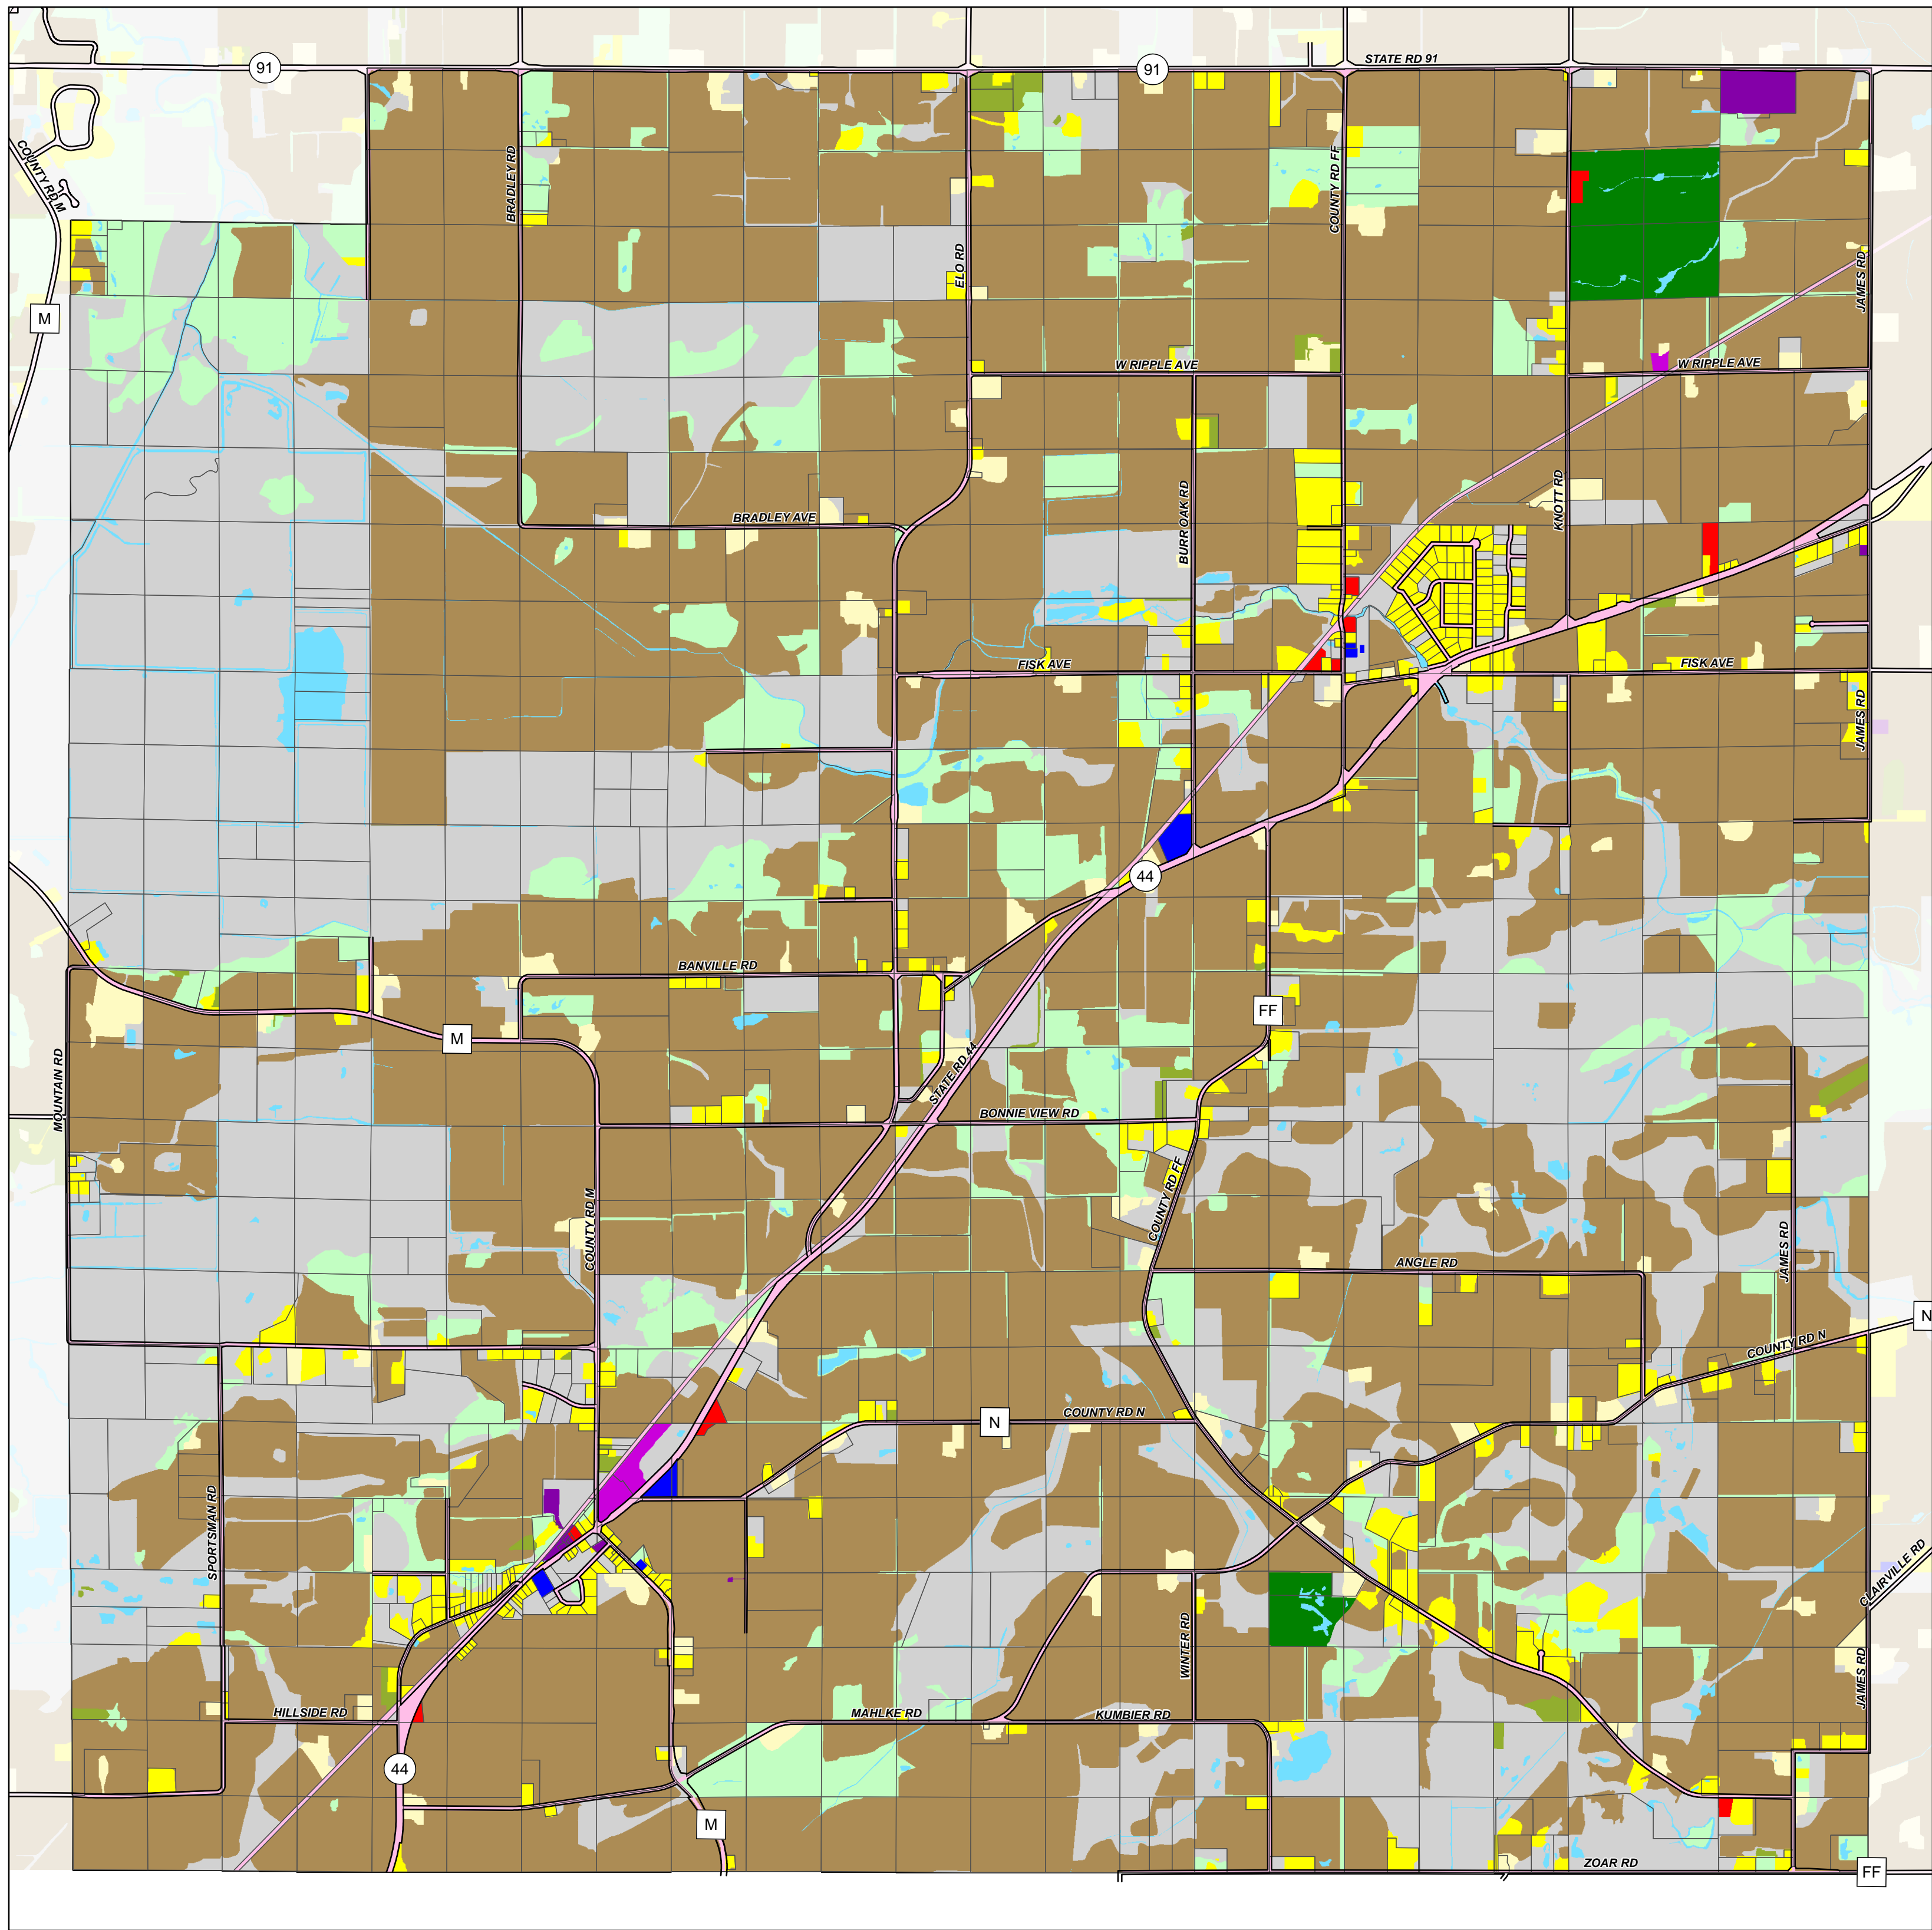 STATE RD 91
91
91
COUNTY RD M
BRADLEY RD
COUNTY RD FF
ELO RD
JAMES RD
M
W RIPPLE AVE
W RIPPLE AVE
BRADLEY AVE
BURR OAK RD
KNOTT RD
FISK AVE
FISK AVE
JAMES RD
44
BANVILLE RD
FF
M
MOUNTAIN RD
STATE RD 44
BONNIE VIEW RD
COUNTY RD M
COUNTY RD FF
ANGLE RD
JAMES RD
N
COUNTY RD N
COUNTY RD N
N
SPORTSMAN RD
CLAIRVILLE RD
WINTER RD
JAMES RD
HILLSIDE RD
MAHLKE RD
KUMBIER RD
44
M
ZOAR RD
FF